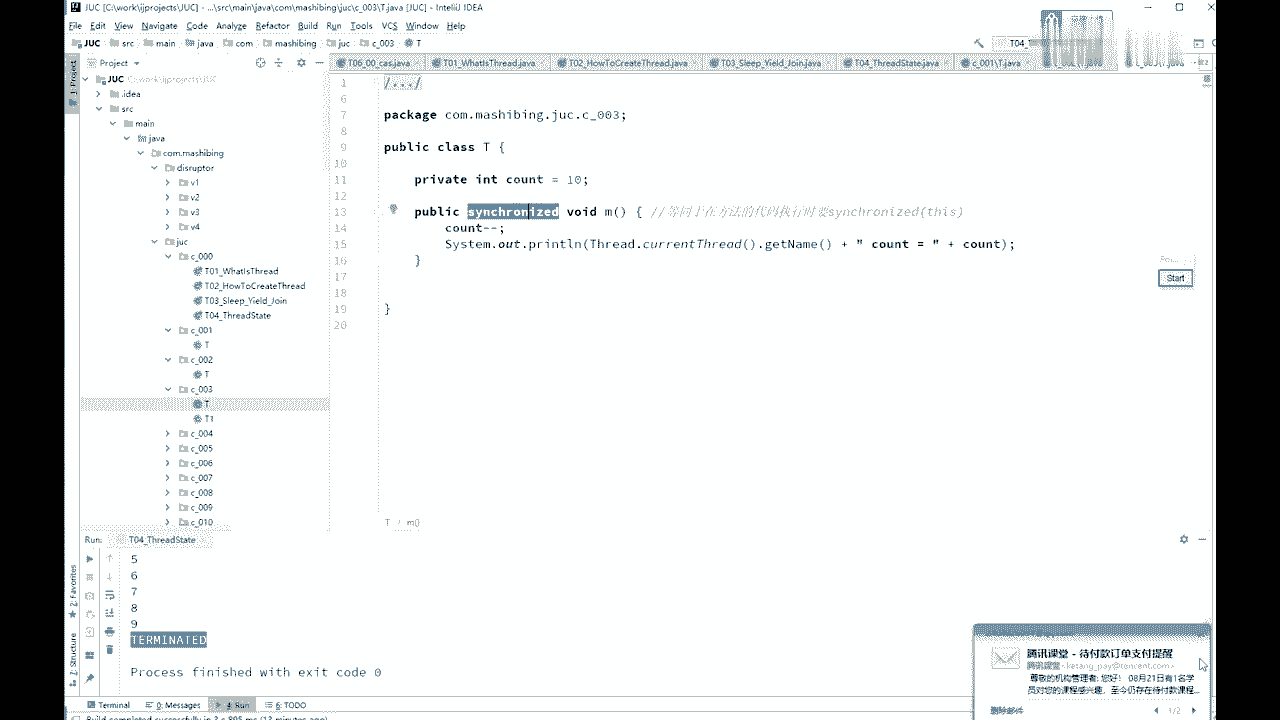 JUC [C:\work\ijprojects\JUC] - ...\src\main\java\com\mashibing\juc\c_003\T.java [JUC] - IntelliJ IDEA
File Edit View Navigate Code Analyze Refactor Build Run Tools VCS Window Help
JUC src main java com mashibing juc c_003 T
T04_
Project
T06_00_cas.java T01_WhatIsThread.java T02_HowToCreateThread.java T03_Sleep_Yield_Join.java T04_ThreadState.java c_001\T.java
1: Project
JUC C:\work\ijprojects\JUC
.idea
src
main
java
com.mashibing
disruptor
v1
v2
v3
v4
juc
c_000
T01_WhatIsThread
T02_HowToCreateThread
T03_Sleep_Yield_Join
T04_ThreadState
c_001
T
c_002
T
c_003
T
T1
c_004
c_005
c_006
c_007
c_008
c_009
c_010
1 /.../
6
7 package com.mashibing.juc.c_003;
8
9 public class T {
10
11 private int count = 10;
12
13 public synchronized void m() { //等同于在方法的代码执行时要synchronized(this)
14 count--;
15 System.out.println(Thread.currentThread().getName() + " count = " + count);
16 }
17
18
19 }
20
Start
T / m()
Run: T04_ThreadState
5
6
7
8
9
TERMINATED
Process finished with exit code 0
2: Favorites
7: Structure
Terminal 0: Messages 4: Run 6: TODO
Build completed successfully in 3 s 895 ms (13 minutes ago)
腾讯课堂 - 待付款订单支付提醒
腾讯课堂 <kesang_pay@tencent.com>
尊敬的机构管理者: 您好! 08月21日有1名学
员对您的课程感兴趣, 至今仍存在待付款课程...
删除邮件 1/2